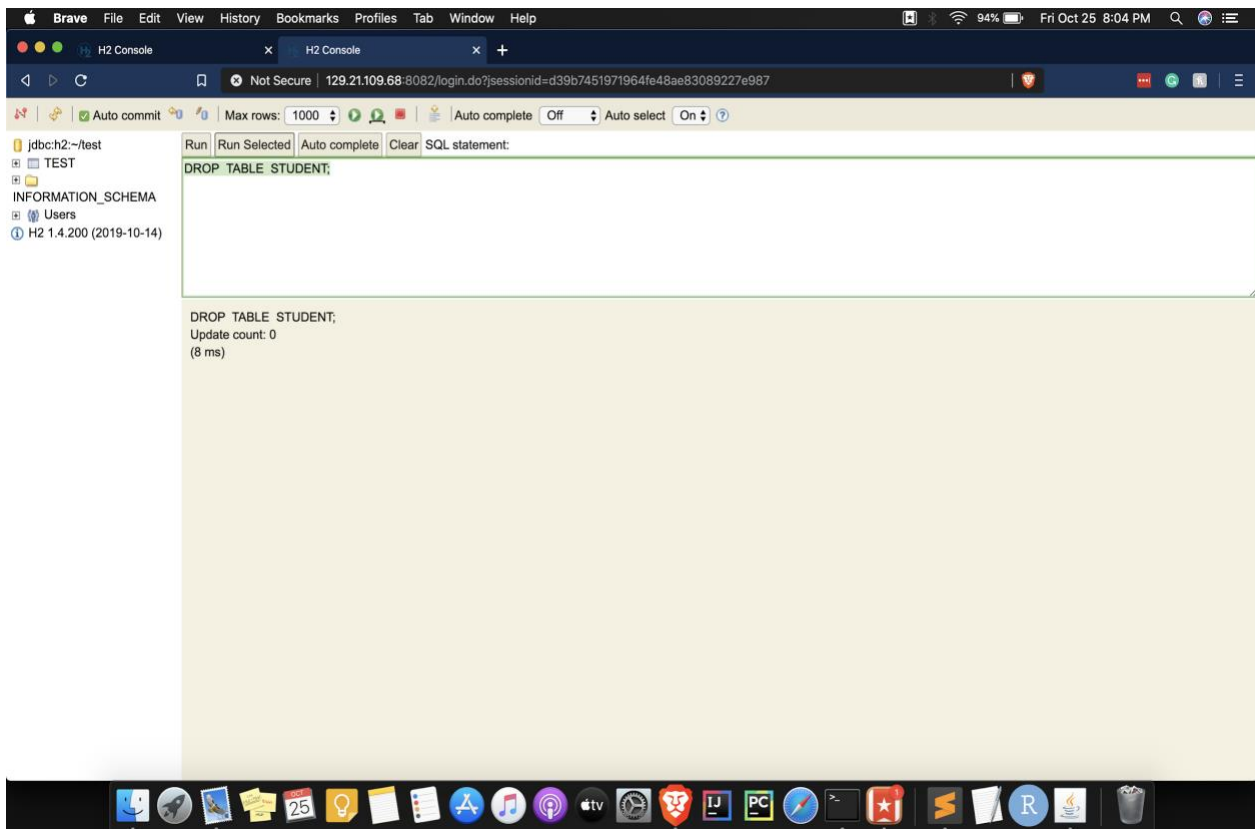 Brave File Edit View History Bookmarks Profiles Tab Window Help 94% Fri Oct 25 8:04 PM
H2 Console H2 Console
Not Secure | 129.21.109.68:8082/login.do?jsessionid=d39b7451971964fe48ae83089227e987
Auto commit Max rows: 1000 Auto complete Off Auto select On
jdbc:h2:~/test
TEST
INFORMATION_SCHEMA
Users
H2 1.4.200 (2019-10-14)
Run Run Selected Auto complete Clear SQL statement:
DROP TABLE STUDENT;
DROP TABLE STUDENT;
Update count: 0
(8 ms)
OCT
25
tv
IJ
PC
R